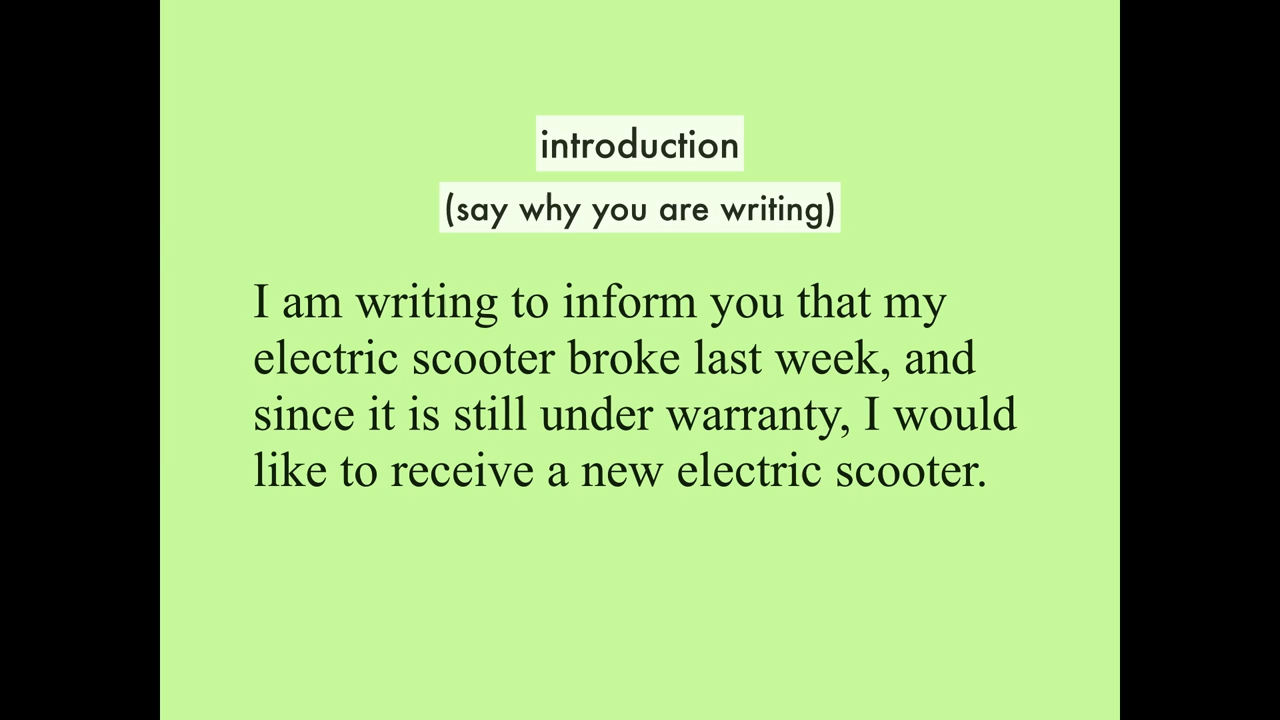 introduction
(say why you are writing)
I am writing to inform you that my
electric scooter broke last week, and
since it is still under warranty, I would
like to receive a new electric scooter.